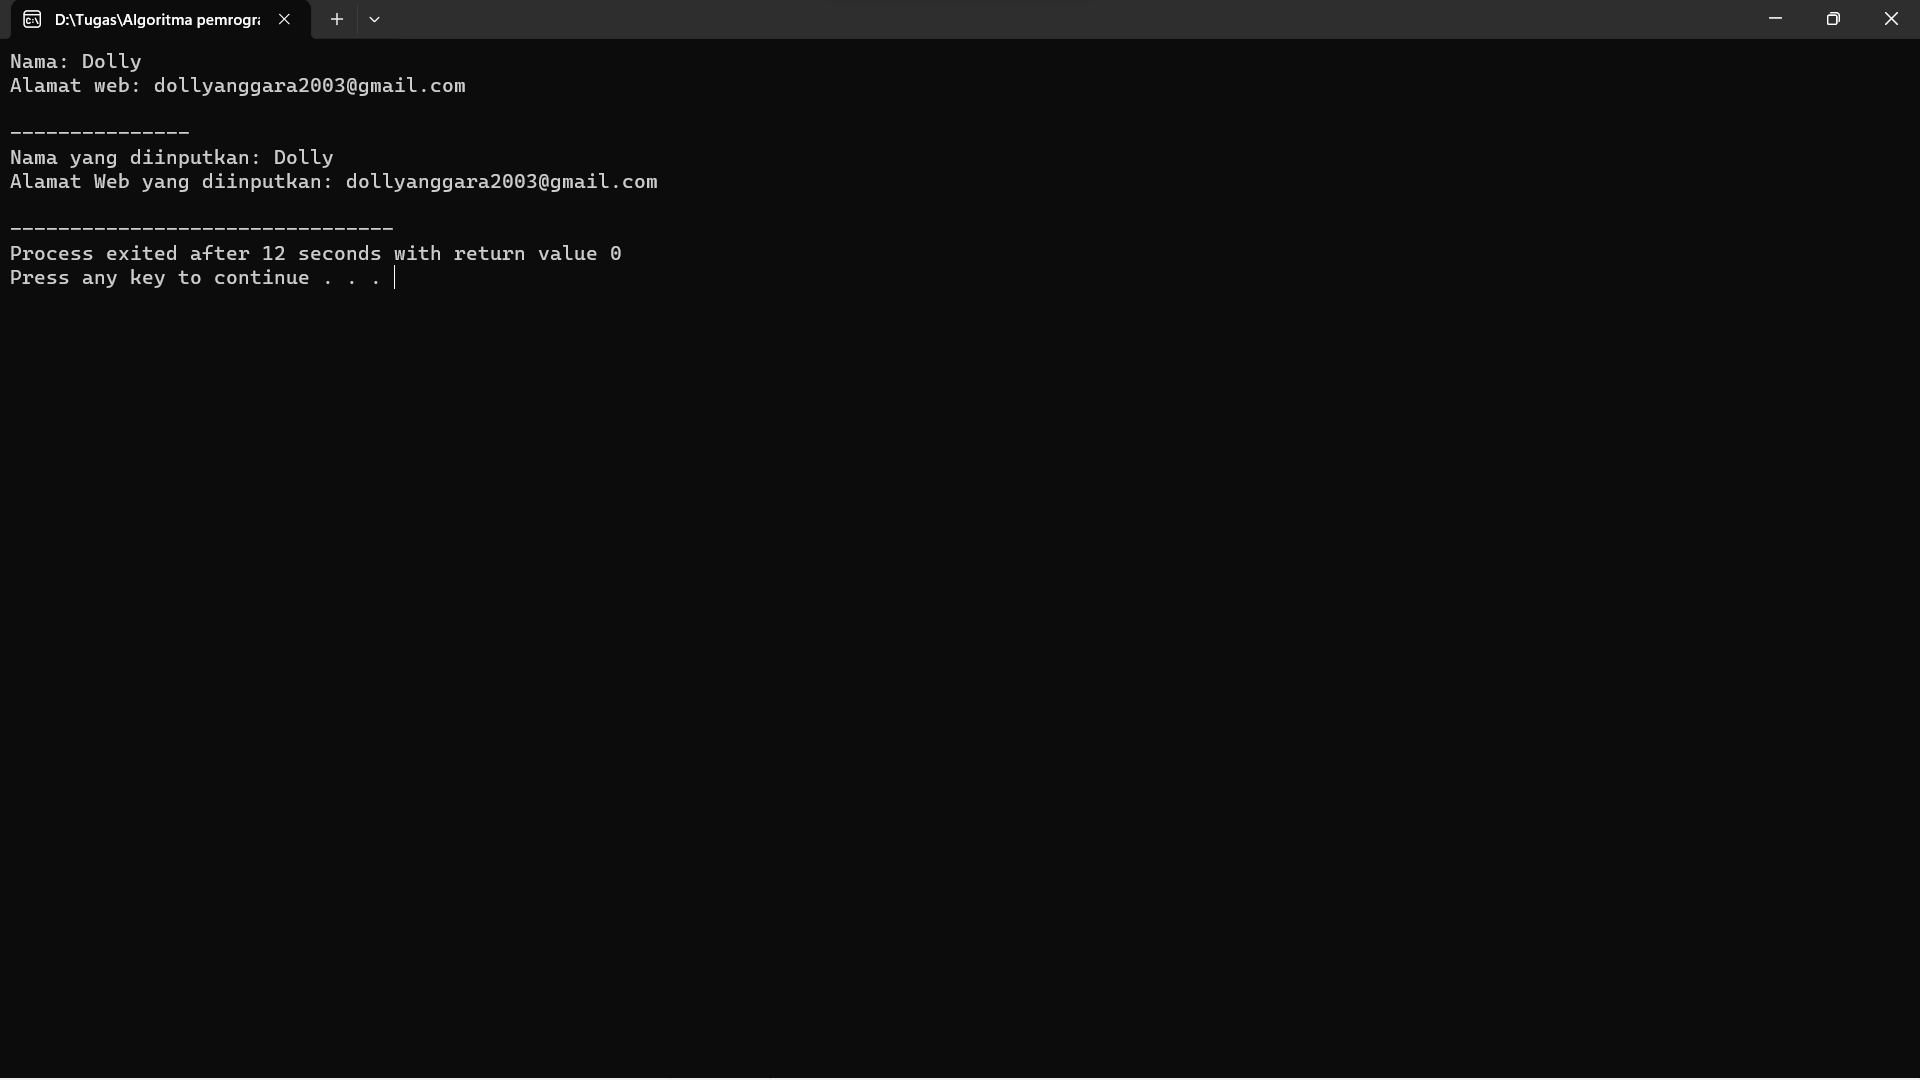 D:\Tugas\Algoritma pemrogra
Nama: Dolly
Alamat web: dollyanggara2003@gmail.com
---------------
Nama yang diinputkan: Dolly
Alamat Web yang diinputkan: dollyanggara2003@gmail.com
--------------------------------
Process exited after 12 seconds with return value 0
Press any key to continue . . .